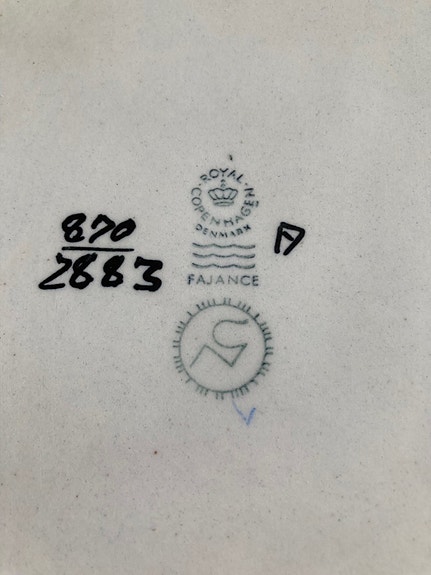 ROYAL COPENHAGEN
DENMARK
FAJANCE
870
2883